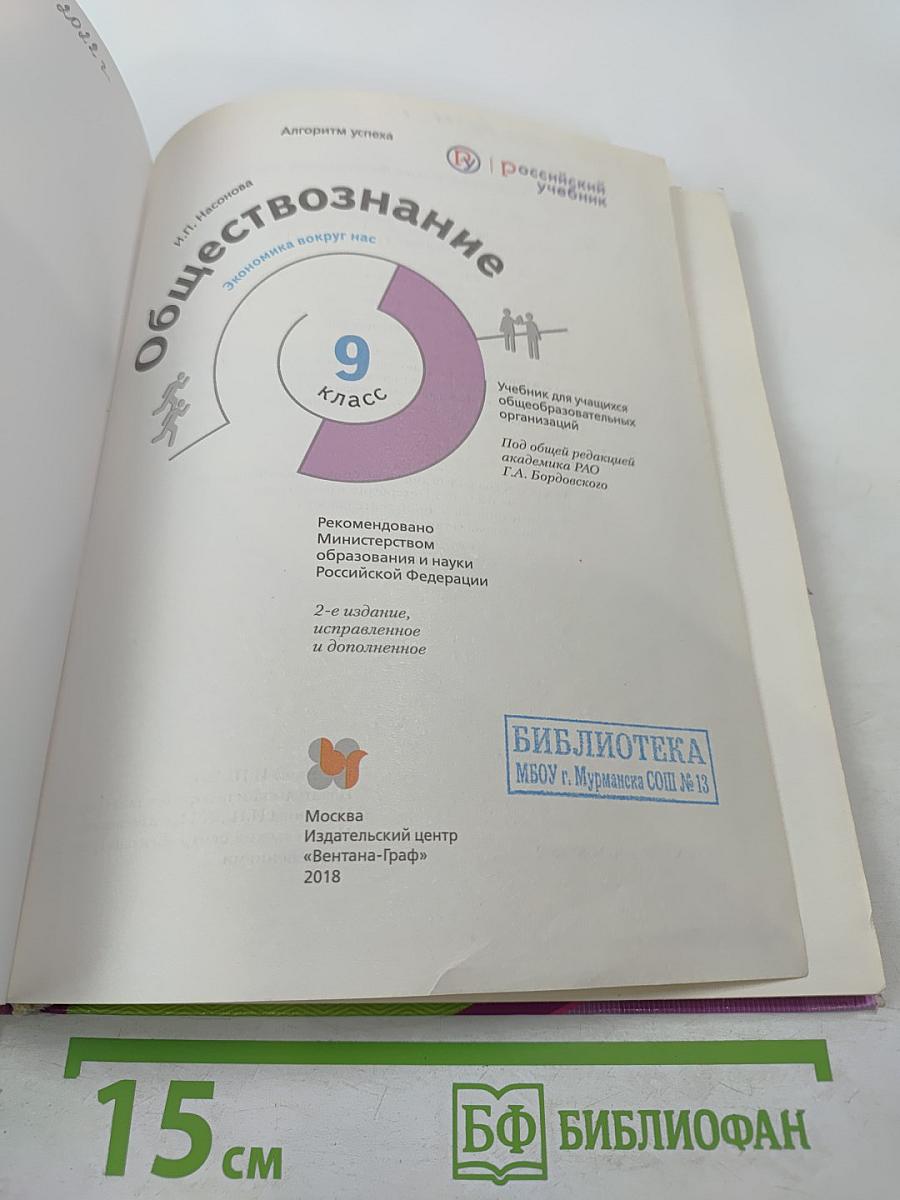 2022 г
Алгоритм успеха
РУ | Российский
учебник
И.П. Насонова
Обществознание
Экономика вокруг нас
9
класс
Учебник для учащихся
общеобразовательных
организаций
Под общей редакцией
академика РАО
Г.А. Бордовского
Рекомендовано
Министерством
образования и науки
Российской Федерации
2-е издание,
исправленное
и дополненное
БИБЛИОТЕКА
МБОУ г. Мурманска СОШ № 13
Москва
Издательский центр
«Вентана-Граф»
2018
15 см
БФ БИБЛИОФАН